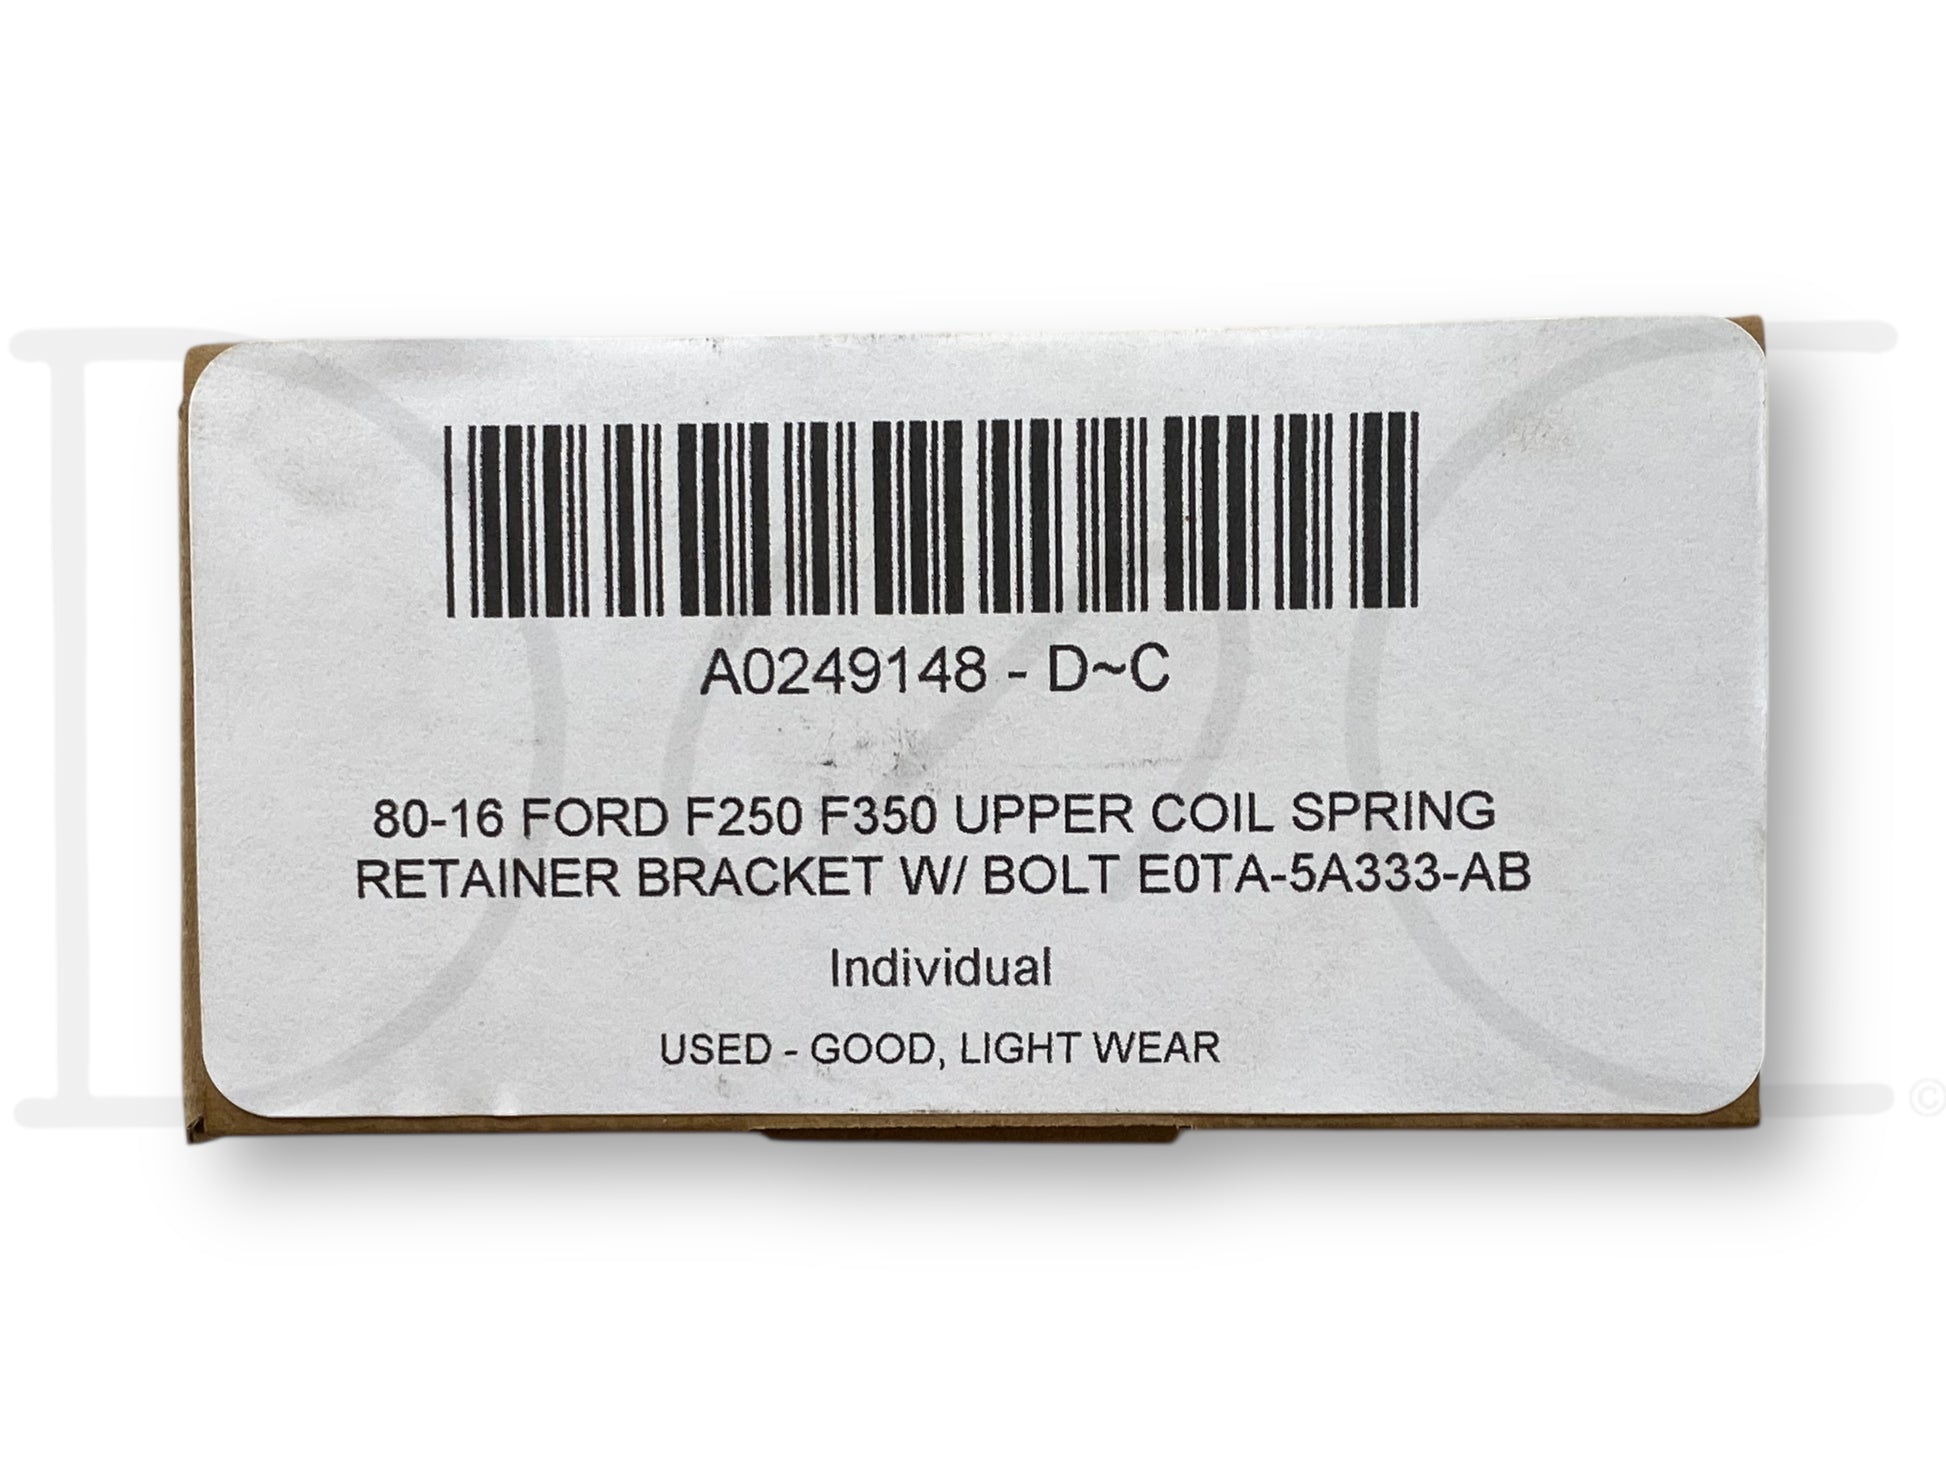 A0249148 - D~C
80-16 FORD F250 F350 UPPER COIL SPRING
RETAINER BRACKET W/ BOLT E0TA-5A333-AB
Individual
USED - GOOD, LIGHT WEAR
©